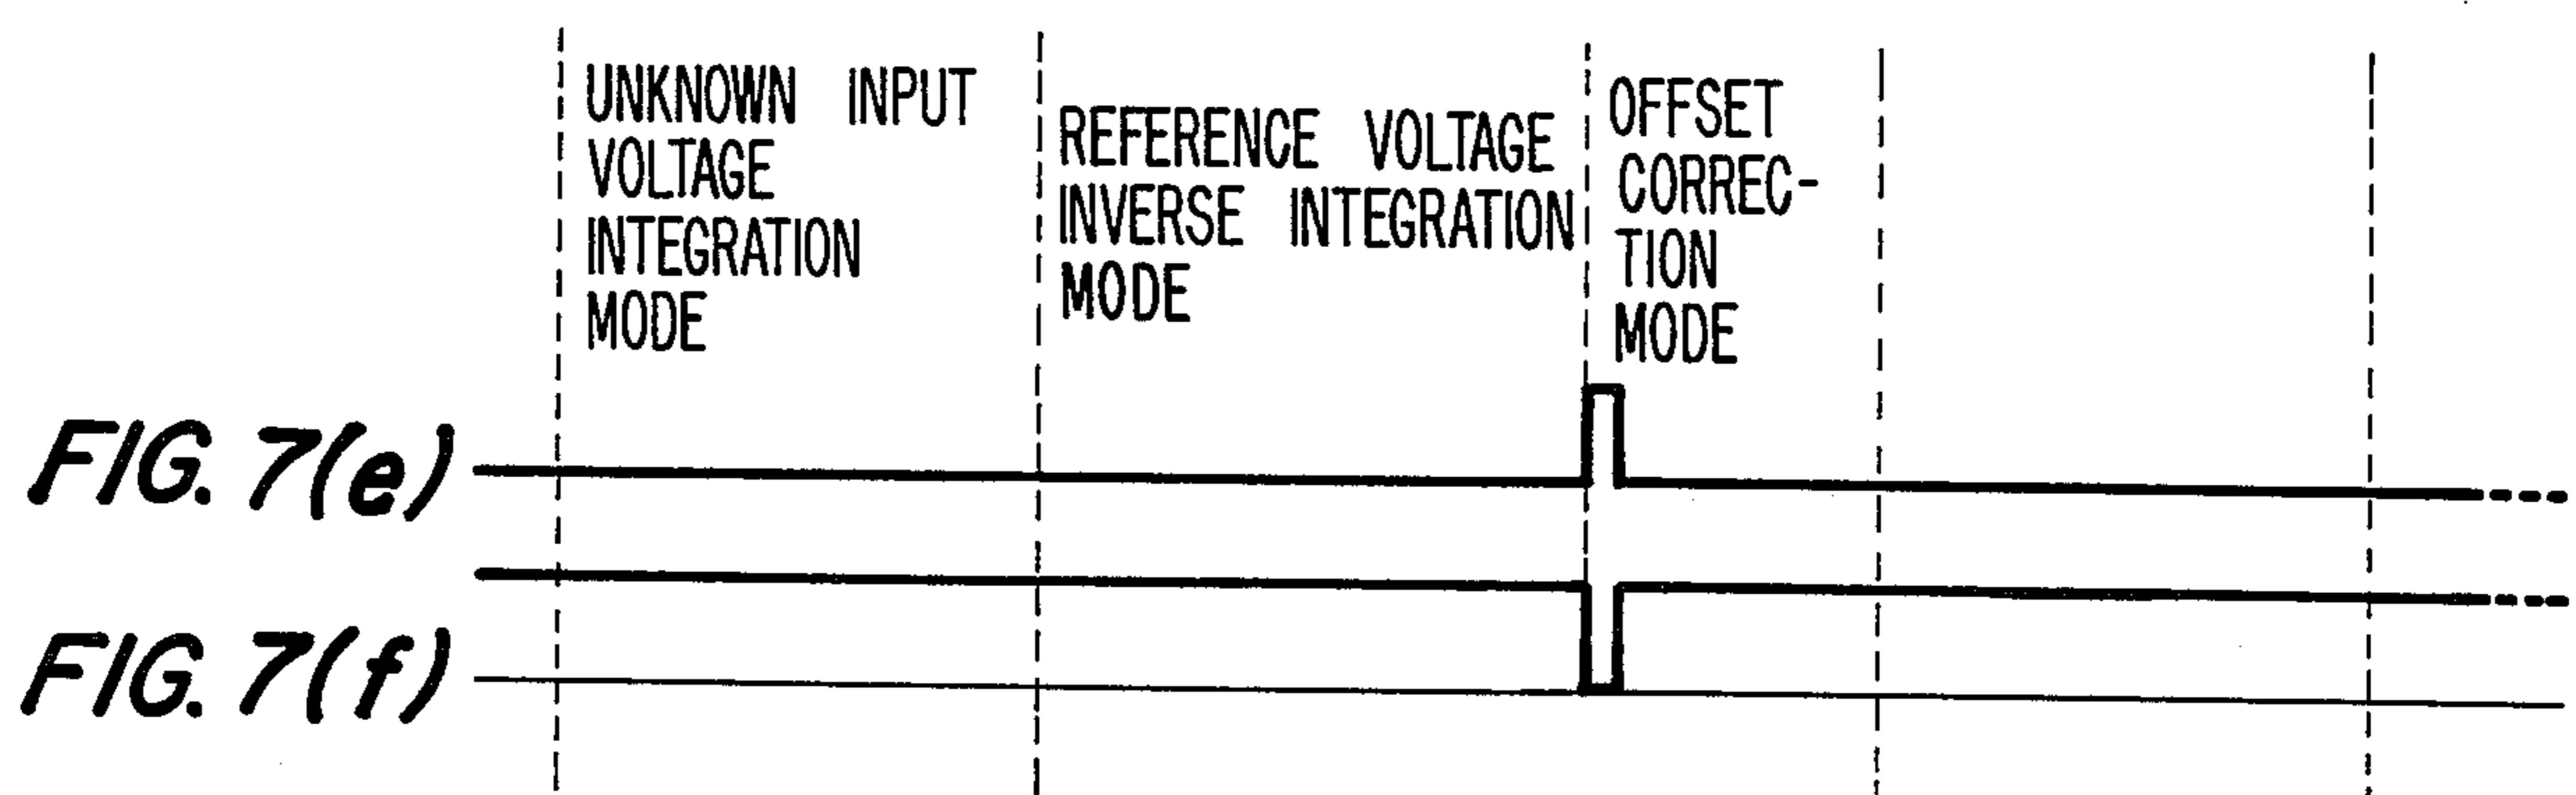 UNKNOWN INPUT
VOLTAGE
INTEGRATION
MODE
REFERENCE VOLTAGE
INVERSE INTEGRATION
MODE
OFFSET
CORREC-
TION
MODE
FIG. 7(e)
FIG. 7(f)